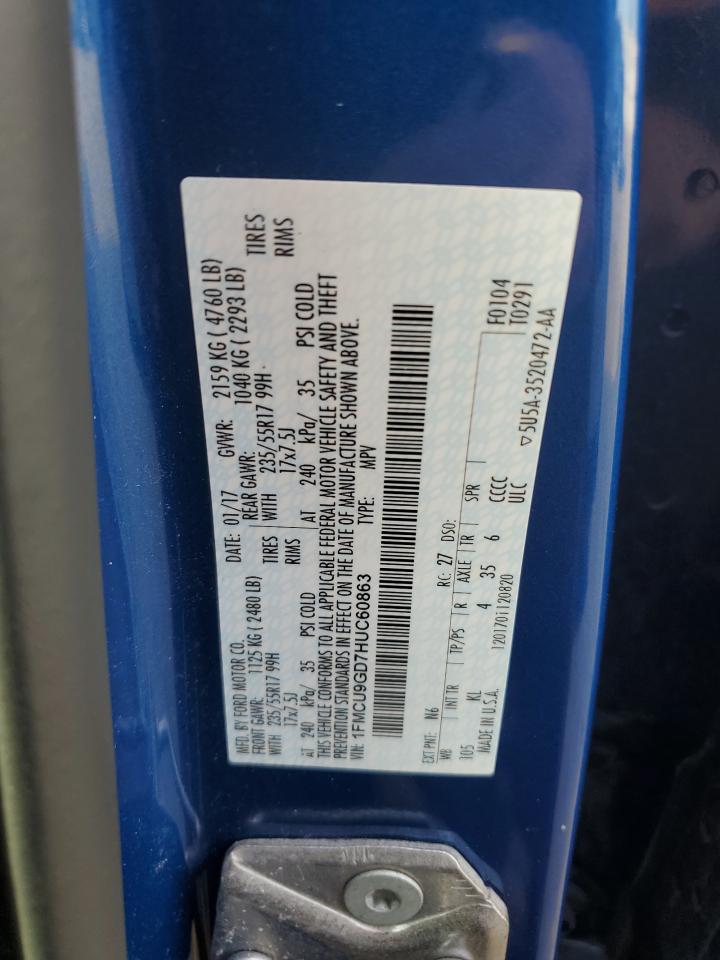 MFD. BY FORD MOTOR CO. DATE: 01/17 GVWR: 2159 KG ( 4760 LB)
FRONT GAWR: 1125 KG ( 2480 LB) REAR GAWR: 1040 KG ( 2293 LB)
WITH 235/55R17 99H TIRES WITH 235/55R17 99H TIRES
17x7.5J RIMS 17x7.5J RIMS
AT 240 kPa/ 35 PSI COLD AT 240 kPa/ 35 PSI COLD
THIS VEHICLE CONFORMS TO ALL APPLICABLE FEDERAL MOTOR VEHICLE SAFETY AND THEFT
PREVENTION STANDARDS IN EFFECT ON THE DATE OF MANUFACTURE SHOWN ABOVE.
VIN: 1FMCU9GD7HUC60863 TYPE: MPV
EXT PNT: N6 RC: 27 DSO: F0104
WB INT TR TP/PS R AXLE TR SPR T0291
105 KL 4 35 6 CCCC
MADE IN U.S.A. 1201701120820 ULC ▽5U5A-3520472-AA